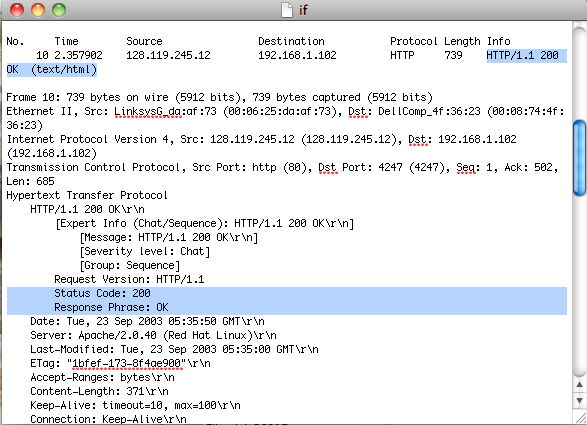 if
No.     Time        Source                Destination           Protocol Length Info
     10 2.357902    128.119.245.12        192.168.1.102         HTTP     739    HTTP/1.1 200
OK  (text/html)
Frame 10: 739 bytes on wire (5912 bits), 739 bytes captured (5912 bits)
Ethernet II, Src: LinksysG_da:af:73 (00:06:25:da:af:73), Dst: DellComp_4f:36:23 (00:08:74:4f:
36:23)
Internet Protocol Version 4, Src: 128.119.245.12 (128.119.245.12), Dst: 192.168.1.102
(192.168.1.102)
Transmission Control Protocol, Src Port: http (80), Dst Port: 4247 (4247), Seq: 1, Ack: 502,
Len: 685
Hypertext Transfer Protocol
    HTTP/1.1 200 OK\r\n
        [Expert Info (Chat/Sequence): HTTP/1.1 200 OK\r\n]
            [Message: HTTP/1.1 200 OK\r\n]
            [Severity level: Chat]
            [Group: Sequence]
        Request Version: HTTP/1.1
        Status Code: 200
        Response Phrase: OK
    Date: Tue, 23 Sep 2003 05:35:50 GMT\r\n
    Server: Apache/2.0.40 (Red Hat Linux)\r\n
    Last-Modified: Tue, 23 Sep 2003 05:35:00 GMT\r\n
    ETag: "1bfef-173-8f4ae900"\r\n
    Accept-Ranges: bytes\r\n
    Content-Length: 371\r\n
    Keep-Alive: timeout=10, max=100\r\n
    Connection: Keep-Alive\r\n